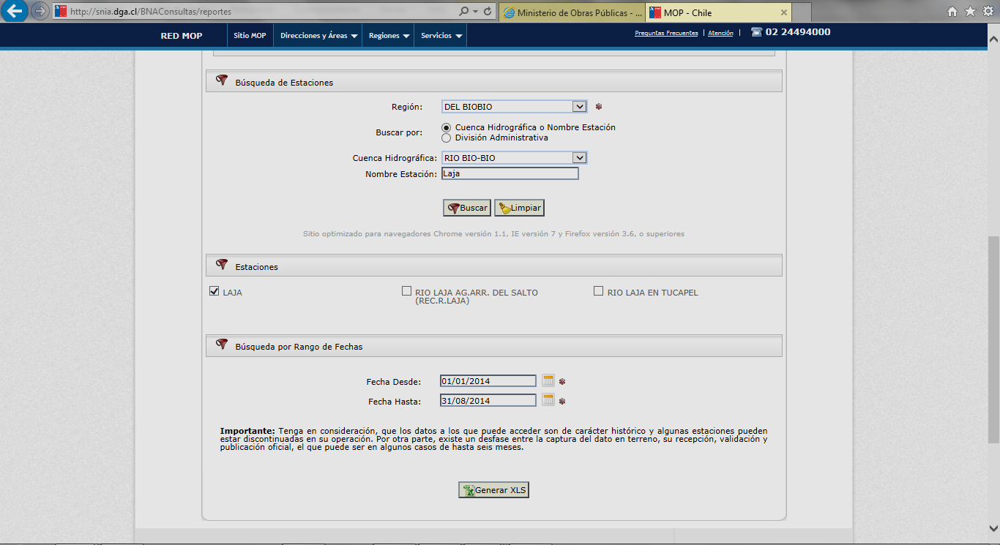 http://snia.dga.cl/BNAConsultas/reportes
Ministerio de Obras Públicas - ...
MOP - Chile
RED MOP
Sitio MOP
Direcciones y Áreas
Regiones
Servicios
Preguntas Frecuentes | Atención |
02 24494000
Búsqueda de Estaciones
Región: DEL BIOBIO
Buscar por: Cuenca Hidrográfica o Nombre Estación
División Administrativa
Cuenca Hidrográfica: RIO BIO-BIO
Nombre Estación: Laja
Buscar Limpiar
Sitio optimizado para navegadores Chrome versión 1.1, IE versión 7 y Firefox versión 3.6, o superiores
Estaciones
LAJA
RIO LAJA AG.ARR. DEL SALTO
(REC.R.LAJA)
RIO LAJA EN TUCAPEL
Búsqueda por Rango de Fechas
Fecha Desde: 01/01/2014
Fecha Hasta: 31/08/2014
Importante: Tenga en consideración, que los datos a los que puede acceder son de carácter histórico y algunas estaciones pueden
estar discontinuadas en su operación. Por otra parte, existe un desfase entre la captura del dato en terreno, su recepción, validación y
publicación oficial, el que puede ser en algunos casos de hasta seis meses.
Generar XLS